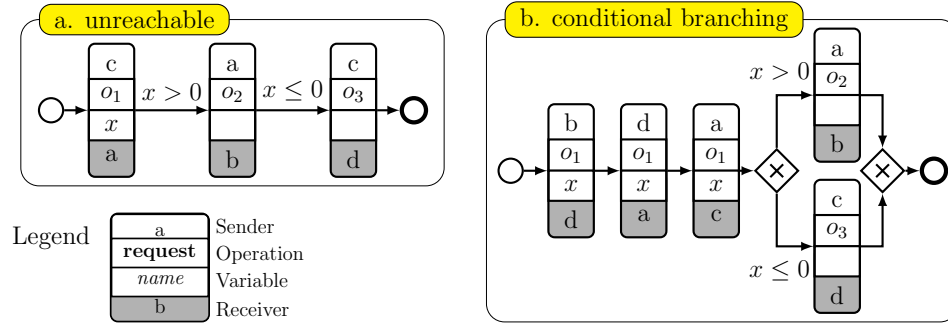 a. unreachable
c
o₁
x
a
x > 0
a
o₂
b
x ≤ 0
c
o₃
d
Legend
a
request
name
b
Sender
Operation
Variable
Receiver
b. conditional branching
b
o₁
x
d
d
o₁
x
a
a
o₁
x
c
×
x > 0
a
o₂
b
x ≤ 0
c
o₃
d
×